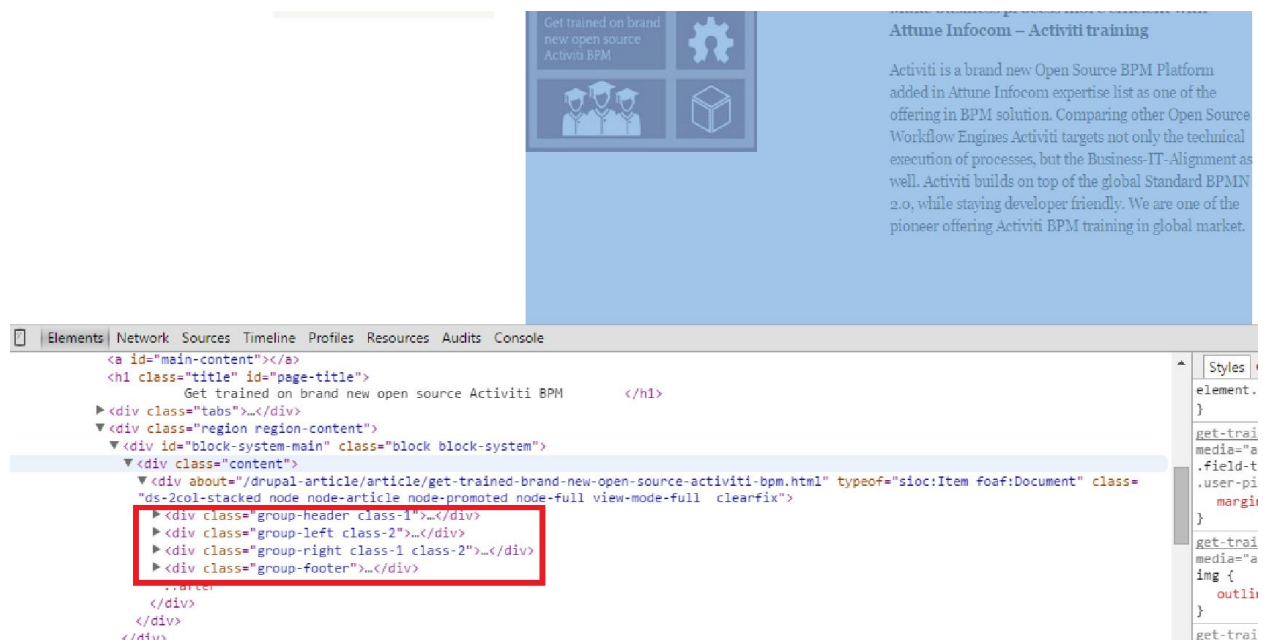 Get trained on brand
new open source
Activiti BPM
Make business process more efficient with
Attune Infocom – Activiti training
Activiti is a brand new Open Source BPM Platform
added in Attune Infocom expertise list as one of the
offering in BPM solution. Comparing other Open Source
Workflow Engines Activiti targets not only the technical
execution of processes, but the Business-IT-Alignment as
well. Activiti builds on top of the global Standard BPMN
2.0, while staying developer friendly. We are one of the
pioneer offering Activiti BPM training in global market.
Elements Network Sources Timeline Profiles Resources Audits Console
<a id="main-content"></a>
<h1 class="title" id="page-title">
Get trained on brand new open source Activiti BPM </h1>
▶<div class="tabs">…</div>
▼<div class="region region-content">
▼<div id="block-system-main" class="block block-system">
▼<div class="content">
▼<div about="/drupal-article/article/get-trained-brand-new-open-source-activiti-bpm.html" typeof="sioc:Item foaf:Document" class=
"ds-2col-stacked node node-article node-promoted node-full view-mode-full clearfix">
▶<div class="group-header class-1">…</div>
▶<div class="group-left class-2">…</div>
▶<div class="group-right class-1 class-2">…</div>
▶<div class="group-footer">…</div>
::after
</div>
</div>
</div>
Styles
element.
}
get-trai
media="a
.field-t
.user-pi
margin
}
get-trai
media="a
img {
outli
}
get-trai